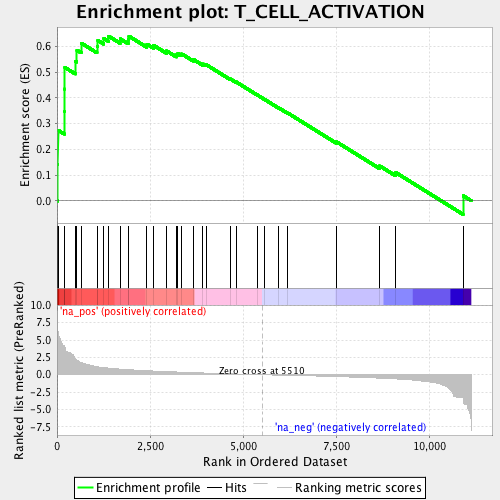 Enrichment plot: T_CELL_ACTIVATION
Enrichment score (ES)
0.6
0.5
0.4
0.3
0.2
0.1
0.0
'na_pos' (positively correlated)
Ranked list metric (PreRanked)
10.0
7.5
5.0
2.5
0.0
-2.5
-5.0
-7.5
Zero cross at 5510
'na_neg' (negatively correlated)
0
2,500
5,000
7,500
10,000
Rank in Ordered Dataset
Enrichment profile
Hits
Ranking metric scores